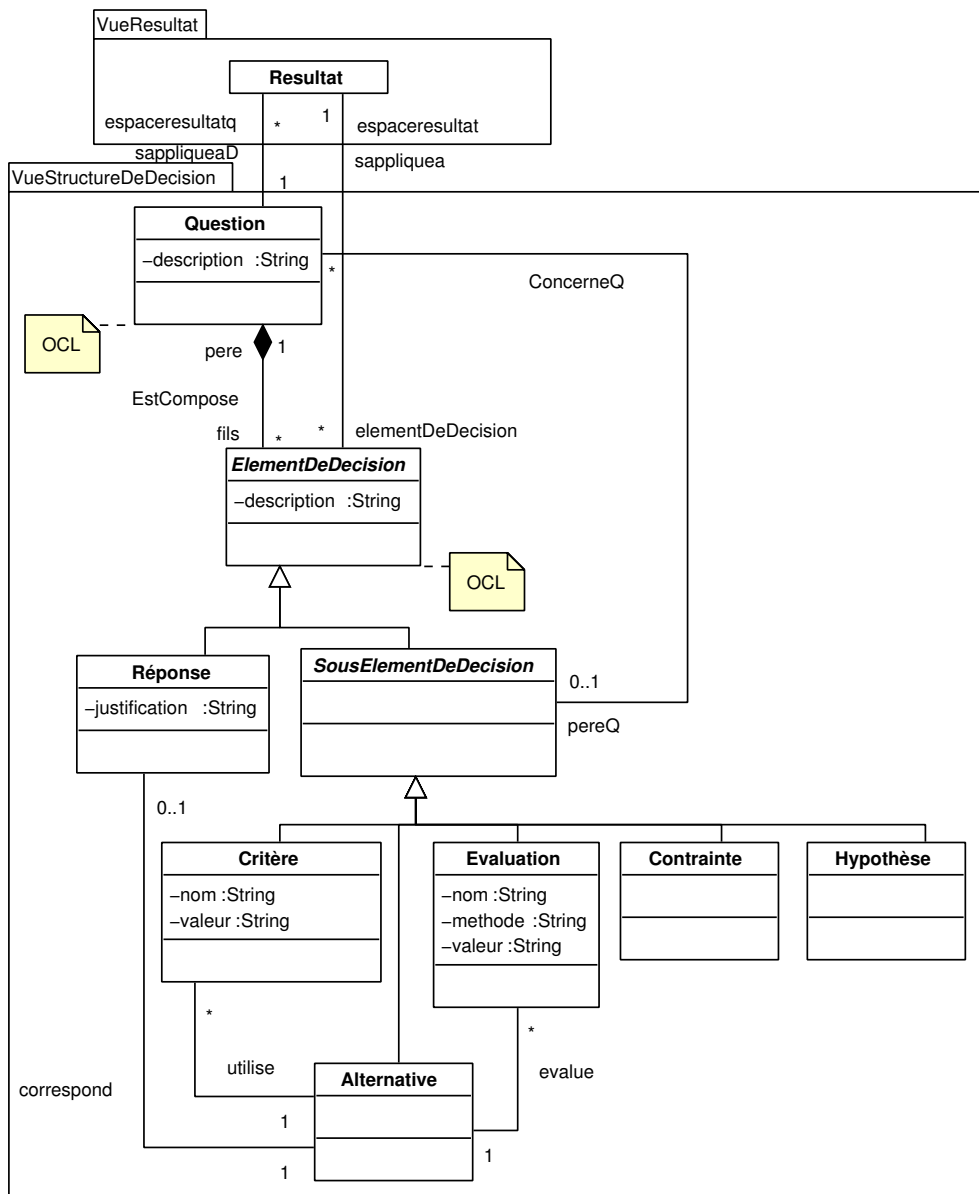 VueResultat
Resultat
espaceresultatq
*
1
espaceresultat
sappliqueaD
sappliquea
VueStructureDeDecision
1
Question
−description :String
*
ConcerneQ
OCL
pere
1
EstCompose
fils
*
*
elementDeDecision
ElementDeDecision
−description :String
OCL
Réponse
−justification :String
SousElementDeDecision
0..1
pereQ
0..1
Critère
−nom :String
−valeur :String
Evaluation
−nom :String
−methode :String
−valeur :String
Contrainte
Hypothèse
*
*
utilise
Alternative
evalue
correspond
1
1
1